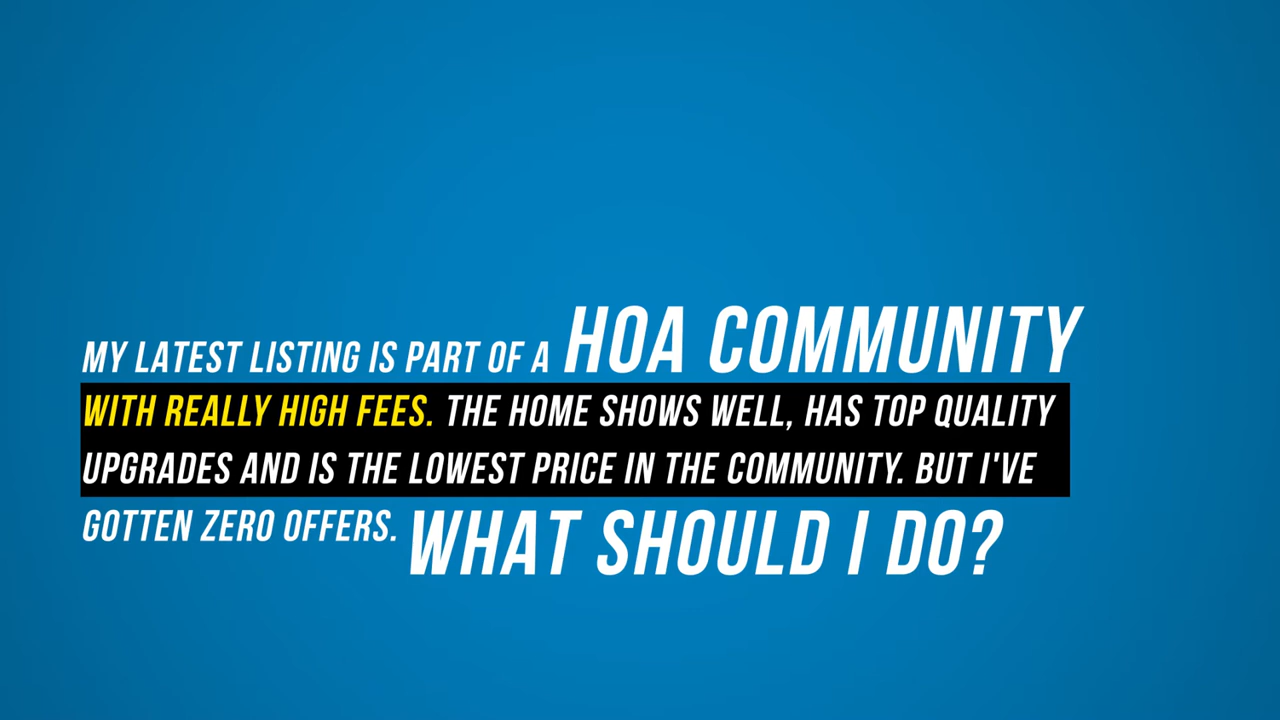 MY LATEST LISTING IS PART OF A HOA COMMUNITY
WITH REALLY HIGH FEES. THE HOME SHOWS WELL, HAS TOP QUALITY
UPGRADES AND IS THE LOWEST PRICE IN THE COMMUNITY. BUT I'VE
GOTTEN ZERO OFFERS. WHAT SHOULD I DO?